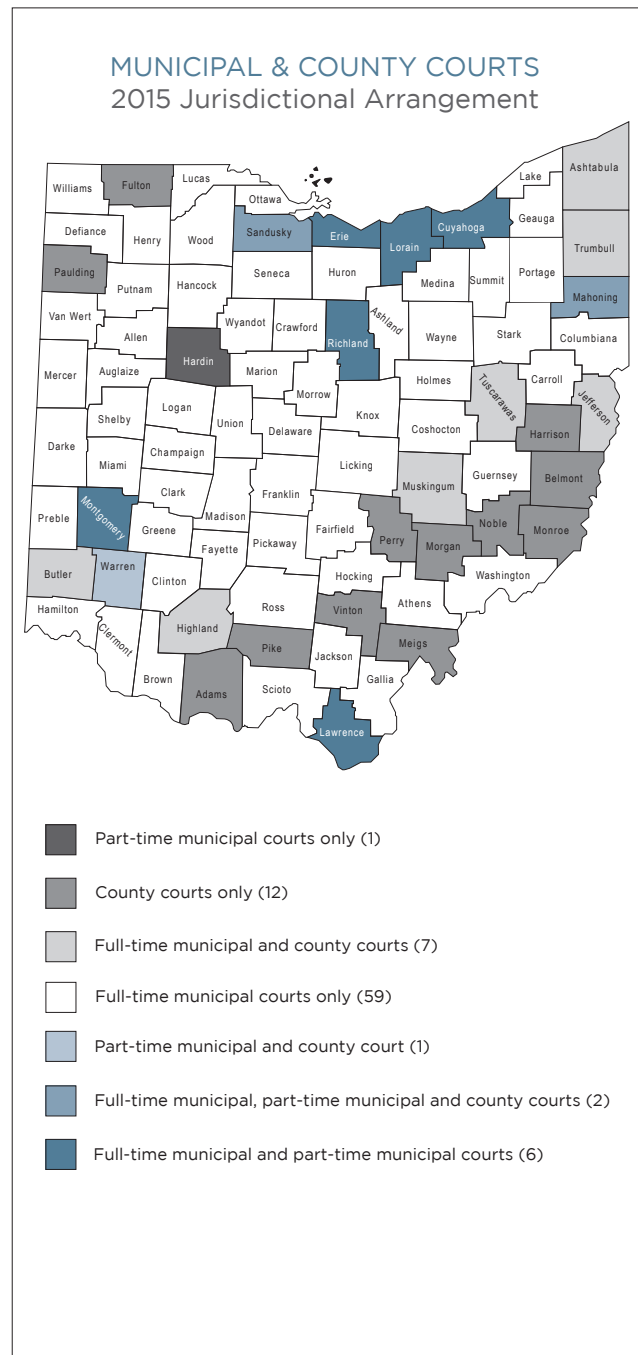 MUNICIPAL & COUNTY COURTS
2015 Jurisdictional Arrangement
Ashtabula
Lucas
Lake
Fulton
Williams
Ottawa
Geauga
Cuyahoga
Defiance
Henry
Wood
Sandusky
Erie
Lorain
Trumbull
Paulding
Seneca
Huron
Medina
Summit
Portage
Putnam
Hancock
Mahoning
Van Wert
Wyandot
Crawford
Ashland
Allen
Richland
Wayne
Stark
Columbiana
Hardin
Mercer
Auglaize
Marion
Holmes
Tuscarawas
Carroll
Jefferson
Morrow
Logan
Shelby
Union
Knox
Coshocton
Harrison
Darke
Delaware
Champaign
Miami
Licking
Guernsey
Belmont
Muskingum
Clark
Franklin
Madison
Montgomery
Preble
Greene
Fairfield
Perry
Noble
Monroe
Morgan
Fayette
Pickaway
Butler
Warren
Clinton
Hocking
Washington
Hamilton
Ross
Athens
Vinton
Highland
Clermont
Pike
Meigs
Jackson
Brown
Adams
Scioto
Gallia
Lawrence
Part-time municipal courts only (1)
County courts only (12)
Full-time municipal and county courts (7)
Full-time municipal courts only (59)
Part-time municipal and county court (1)
Full-time municipal, part-time municipal and county courts (2)
Full-time municipal and part-time municipal courts (6)